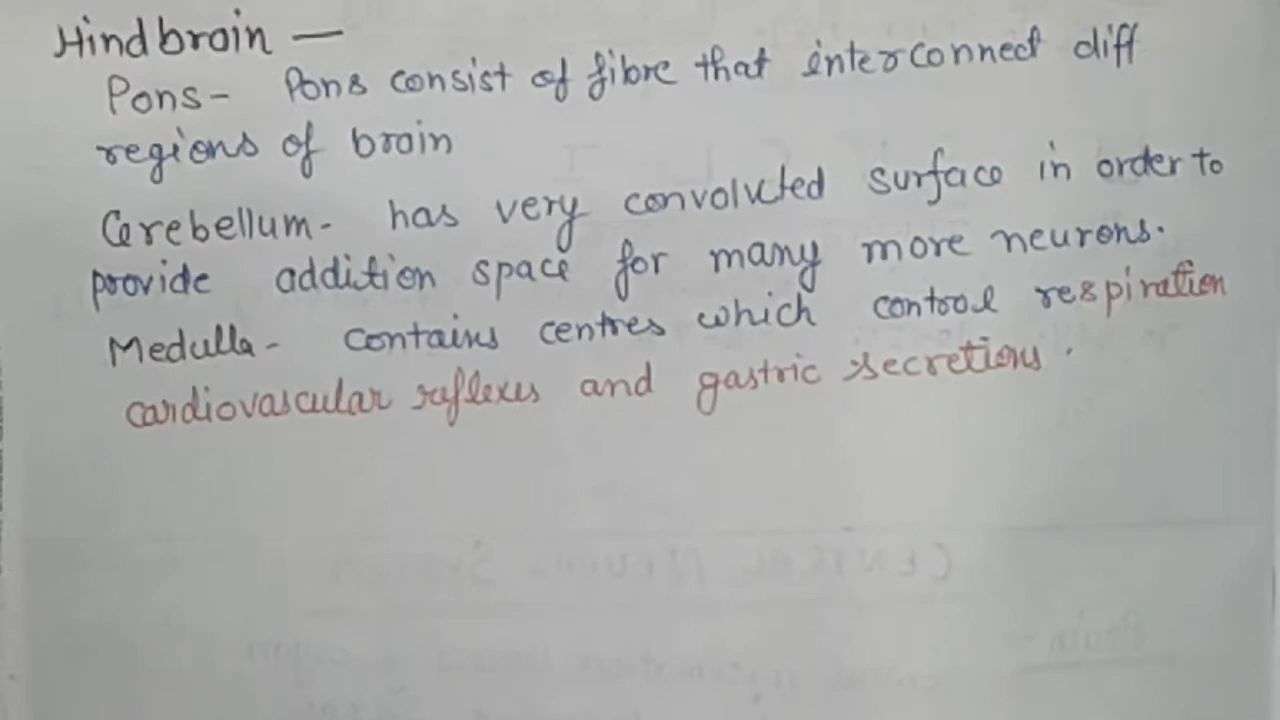 Hindbrain —
Pons - Pons consist of fibre that interconnect diff
regions of brain
Cerebellum - has very convoluted surface in order to
provide addition space for many more neurons.
Medulla - contains centres which control respiration
cardiovascular reflexes and gastric secretions.